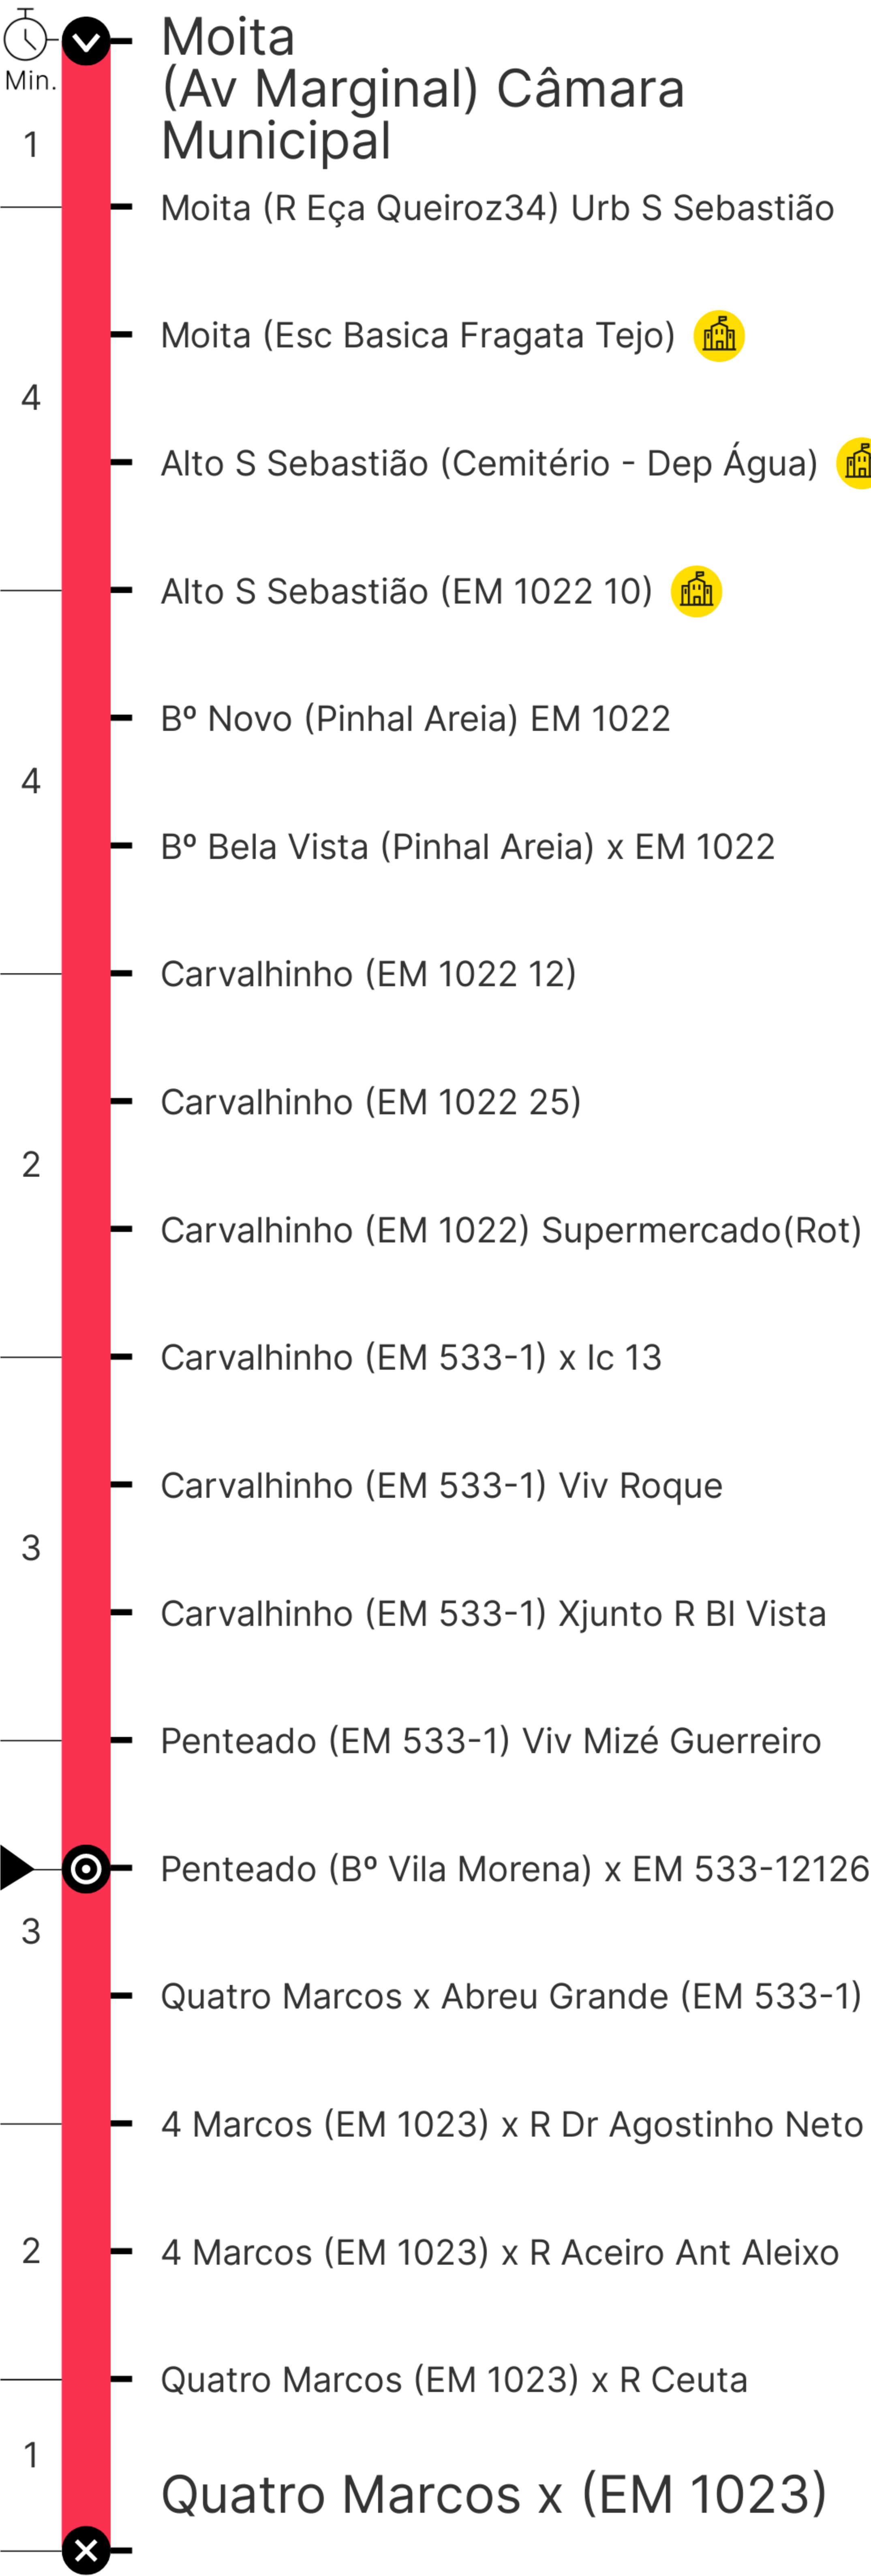 Moita
(Av Marginal) Câmara
Municipal
Min.
1
Moita (R Eça Queiroz34) Urb S Sebastião
Moita (Esc Basica Fragata Tejo)
4
Alto S Sebastião (Cemitério - Dep Água)
Alto S Sebastião (EM 1022 10)
Bº Novo (Pinhal Areia) EM 1022
4
Bº Bela Vista (Pinhal Areia) x EM 1022
Carvalhinho (EM 1022 12)
Carvalhinho (EM 1022 25)
2
Carvalhinho (EM 1022) Supermercado(Rot)
Carvalhinho (EM 533-1) x Ic 13
Carvalhinho (EM 533-1) Viv Roque
3
Carvalhinho (EM 533-1) Xjunto R Bl Vista
Penteado (EM 533-1) Viv Mizé Guerreiro
Penteado (Bº Vila Morena) x EM 533-12126
3
Quatro Marcos x Abreu Grande (EM 533-1)
4 Marcos (EM 1023) x R Dr Agostinho Neto
2
4 Marcos (EM 1023) x R Aceiro Ant Aleixo
Quatro Marcos (EM 1023) x R Ceuta
1
Quatro Marcos x (EM 1023)